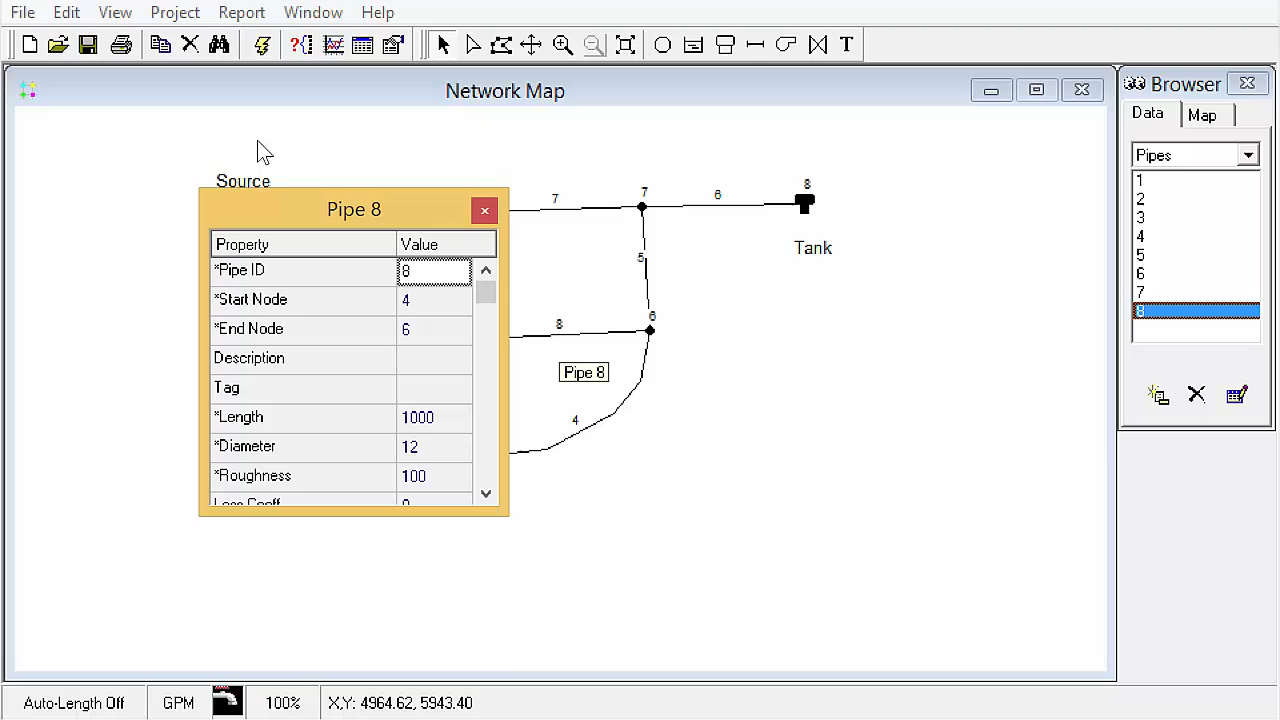 File Edit View Project Report Window Help
T
Network Map
Browser
Data Map
Pipes
1
2
3
4
5
6
7
8
Source
7
7
6
8
Tank
5
8
6
Pipe 8
4
Pipe 8
Property Value
*Pipe ID 8
*Start Node 4
*End Node 6
Description
Tag
*Length 1000
*Diameter 12
*Roughness 100
Loss Coeff. 0
Auto-Length Off GPM 100% X,Y: 4964.62, 5943.40